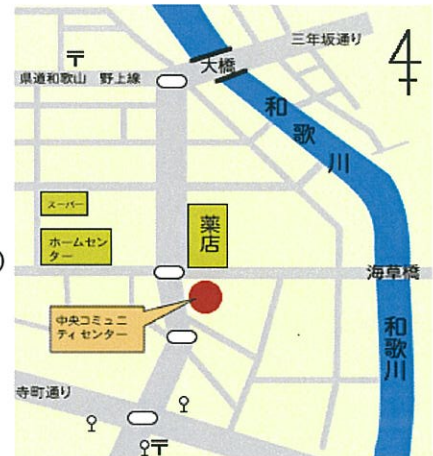 三年坂通り
大橋
〒
県道和歌山 野上線
和歌川
スーパー
薬店
ホームセン
ター
海草橋
中央コミュニ
ティセンター
和歌川
寺町通り
〒
)